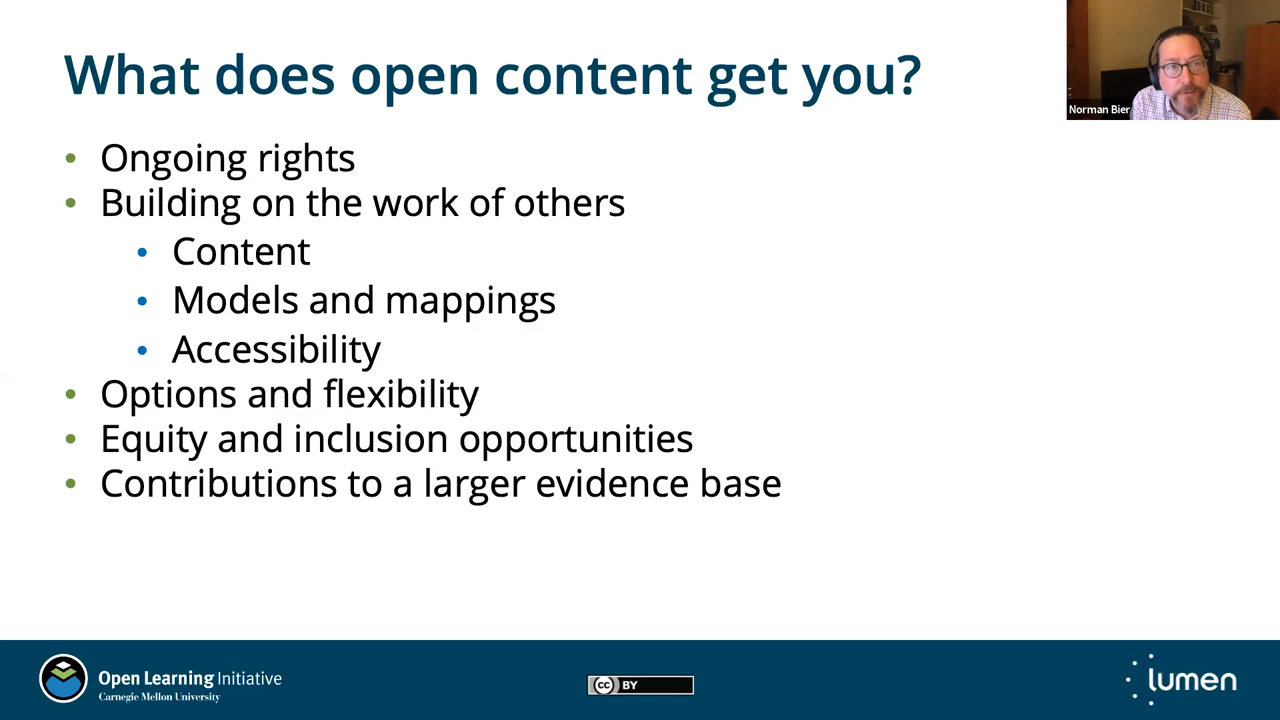 What does open content get you?
Norman Bier
• Ongoing rights
• Building on the work of others
• Content
• Models and mappings
• Accessibility
• Options and flexibility
• Equity and inclusion opportunities
• Contributions to a larger evidence base
Open Learning Initiative
Carnegie Mellon University
cc BY
lumen